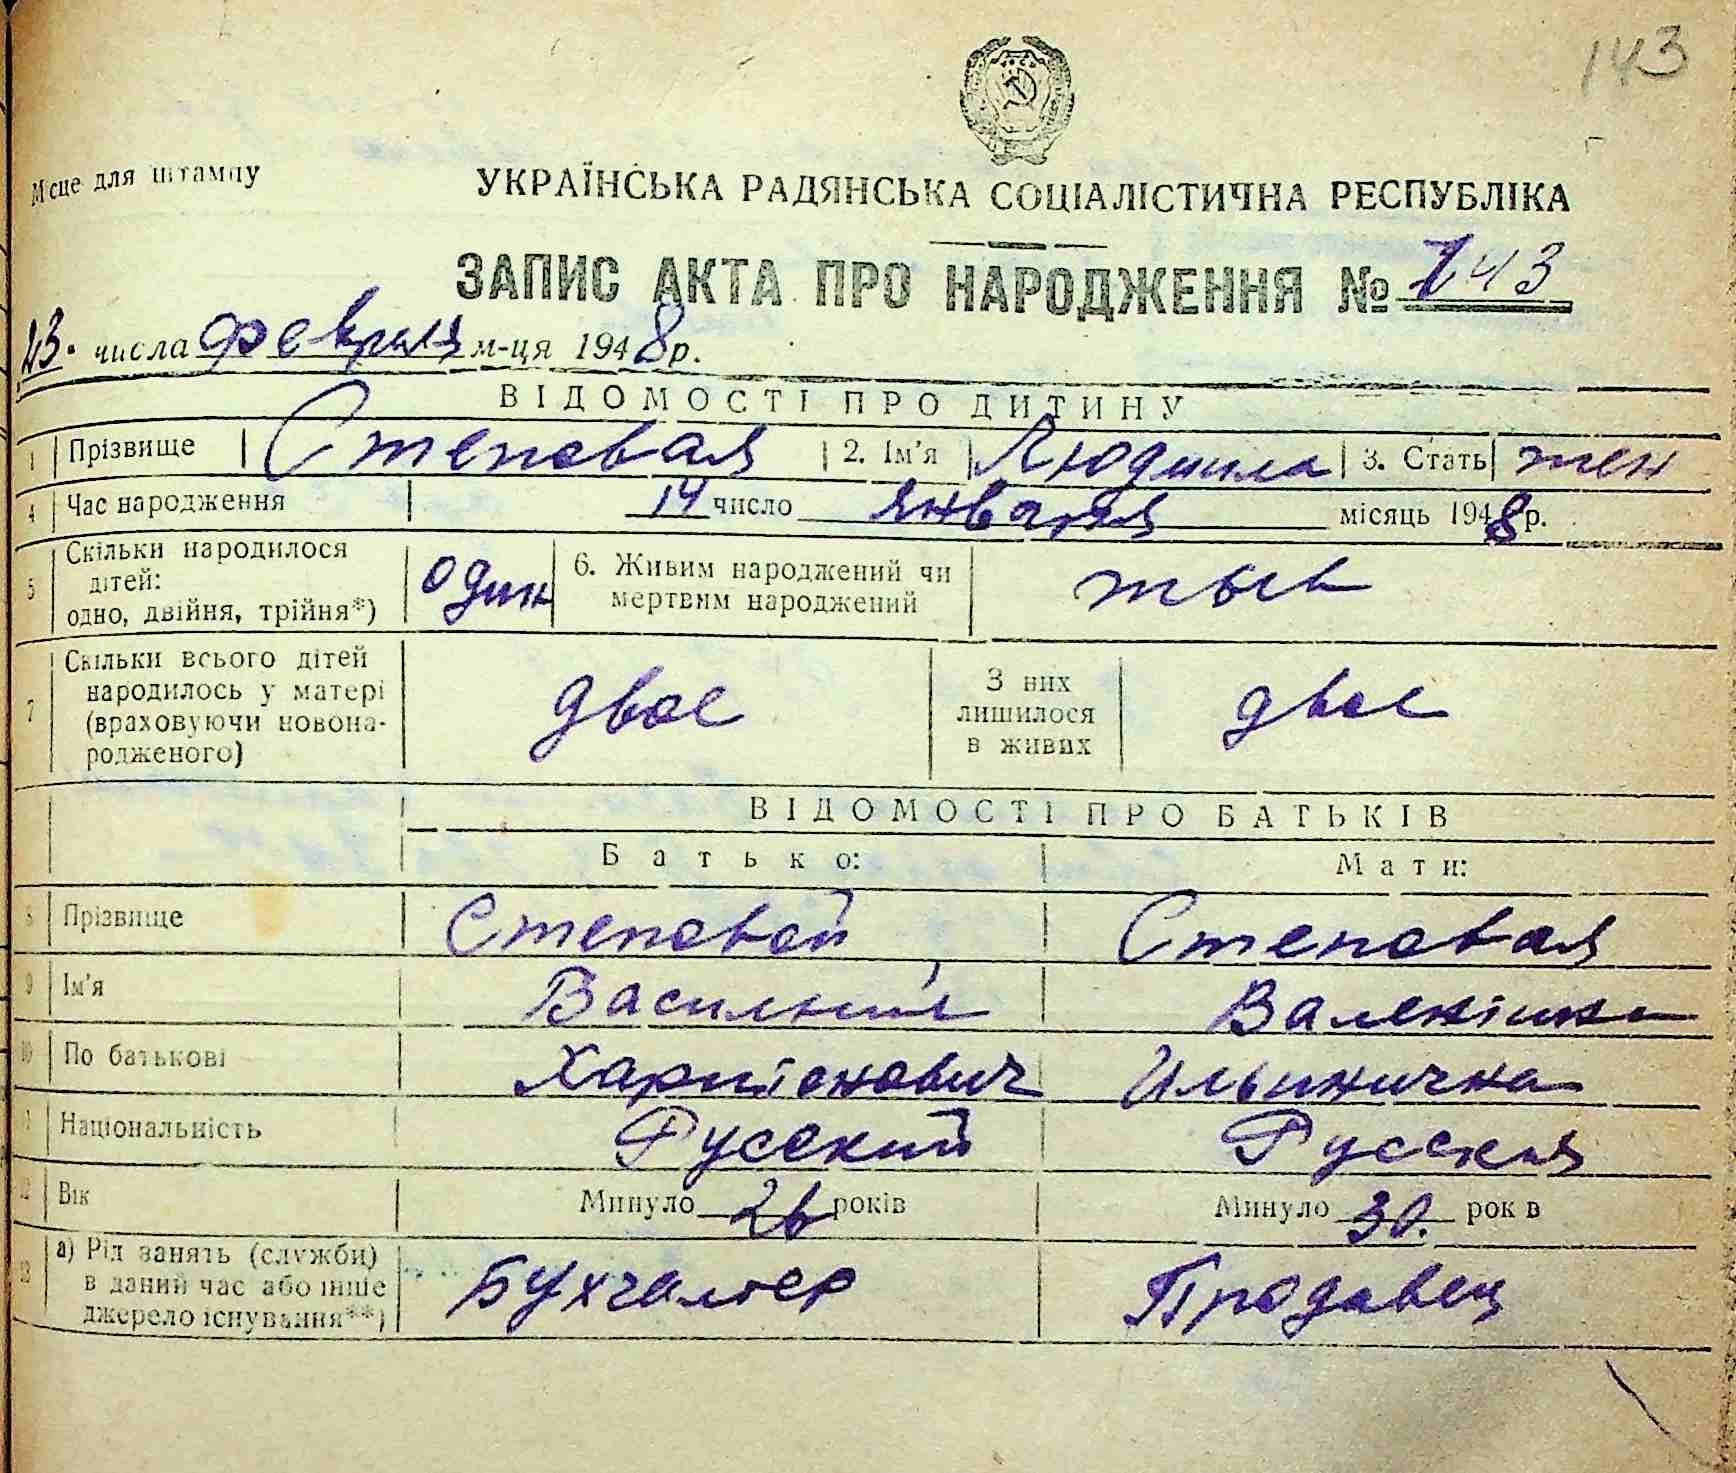 143
Місце для штампу
УКРАЇНСЬКА РАДЯНСЬКА СОЦІАЛІСТИЧНА РЕСПУБЛІКА
ЗАПИС АКТА ПРО НАРОДЖЕННЯ № 143
23. числа февраля м-ця 1948 р.
ВІДОМОСТІ ПРО ДИТИНУ
1 Прізвище Степовая 2. Ім'я Людмила 3. Стать жен
4 Час народження 14 число января місяць 1948 р.
5 Скільки народилося дітей: одно, двійня, трійня*) один 6. Живим народжений чи мертвим народжений
7 Скільки всього дітей народилось у матері (враховуючи новонародженого) двое З них лишилося в живих двое
ВІДОМОСТІ ПРО БАТЬКІВ
Батько: Мати:
8 Прізвище Степовой Степовая
9 Ім'я Василий Валентина
10 По батькові Харитонович Ильинична
Національність Русский Русская
12 Вік Минуло 26 років Минуло 30. років
13 а) Рід занять (служби) в даний час або інше джерело існування**) Бухгалтер Продавец